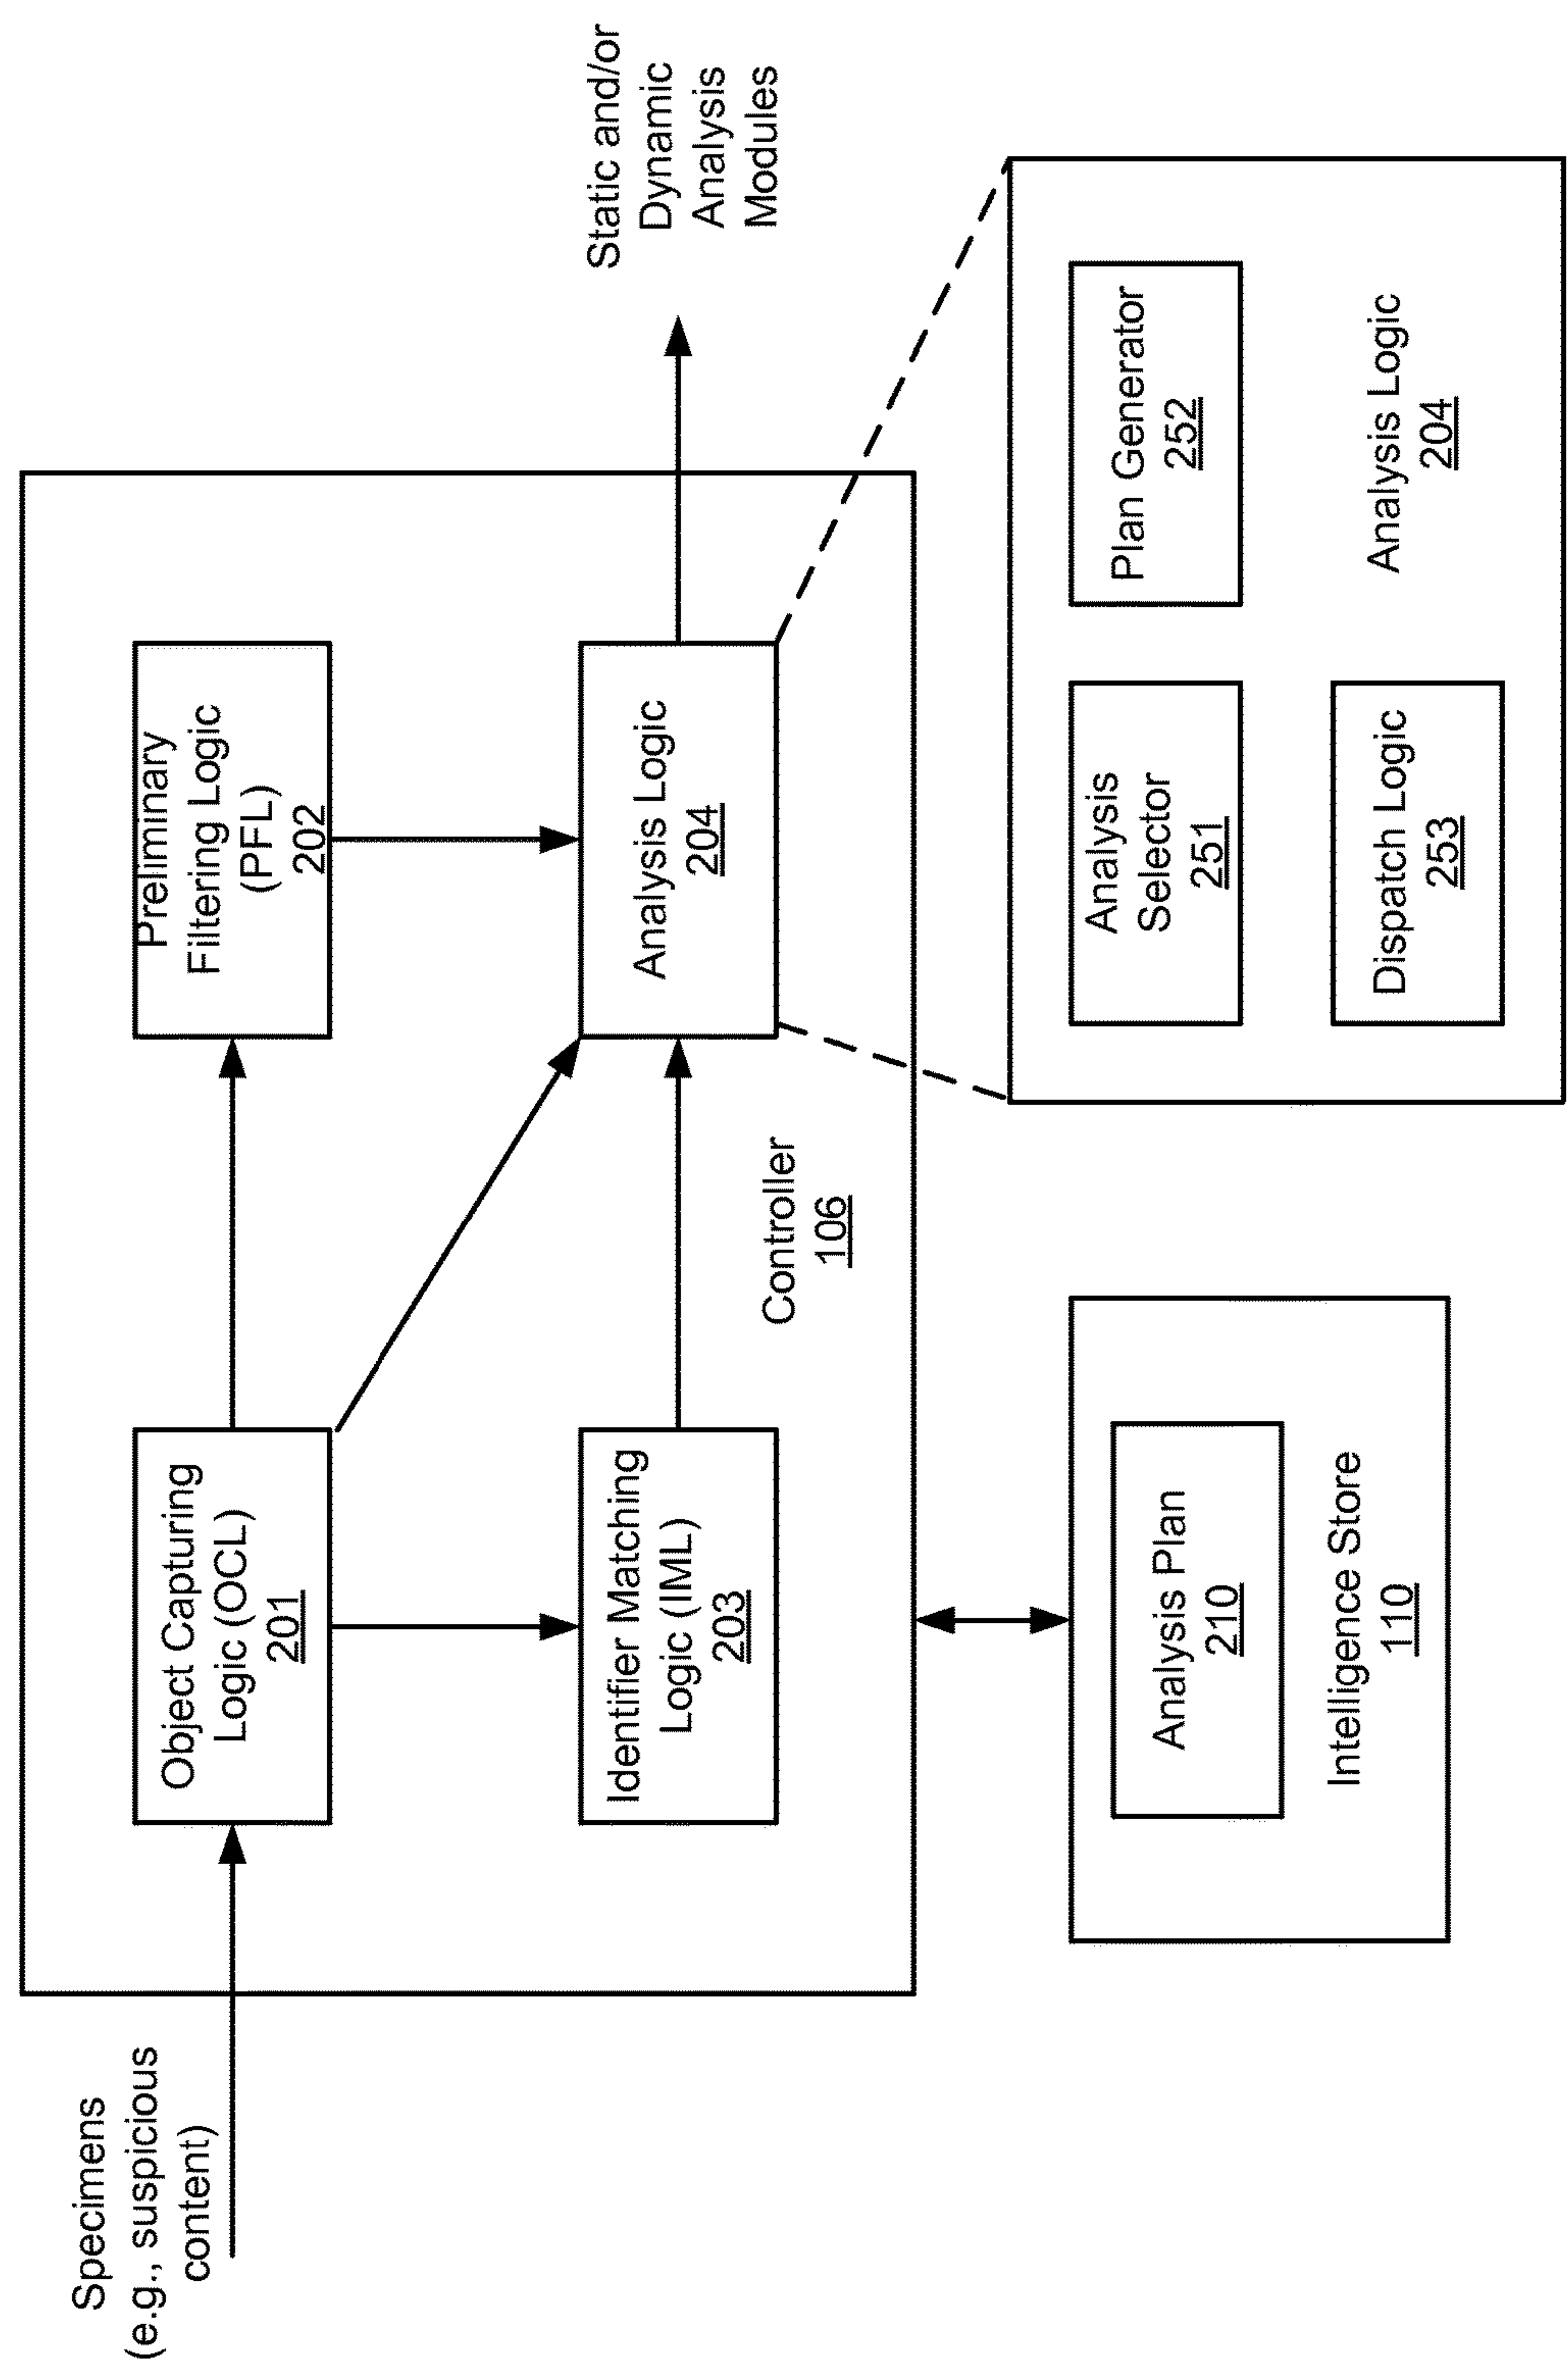 Specimens
(e.g., suspicious
content)
Object Capturing
Logic (OCL)
201
Preliminary
Filtering Logic
(PFL)
202
Static and/or
Dynamic
Analysis
Modules
Identifier Matching
Logic (IML)
203
Analysis Logic
204
Controller
106
Analysis Plan
210
Intelligence Store
110
Analysis
Selector
251
Plan Generator
252
Dispatch Logic
253
Analysis Logic
204